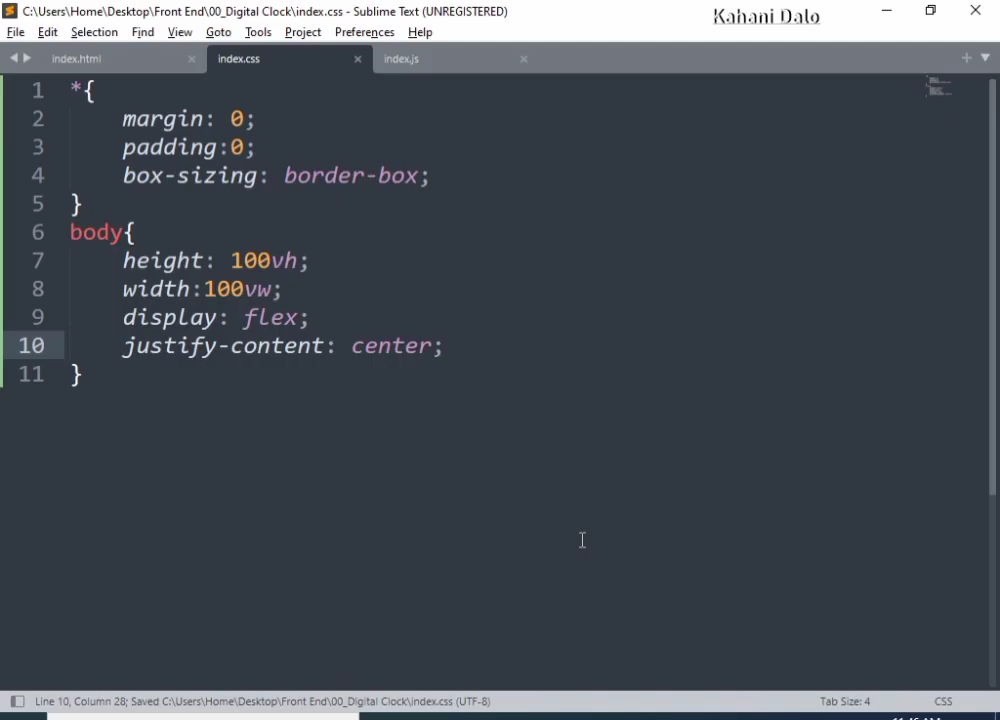 C:\Users\Home\Desktop\Front End\00_Digital Clock\index.css - Sublime Text (UNREGISTERED)
Kahani Dalo
File Edit Selection Find View Goto Tools Project Preferences Help
index.html index.css index.js
1 *{
2 margin: 0;
3 padding:0;
4 box-sizing: border-box;
5 }
6 body{
7 height: 100vh;
8 width:100vw;
9 display: flex;
10 justify-content: center;
11 }
Line 10, Column 28; Saved C:\Users\Home\Desktop\Front End\00_Digital Clock\index.css (UTF-8) Tab Size: 4 CSS